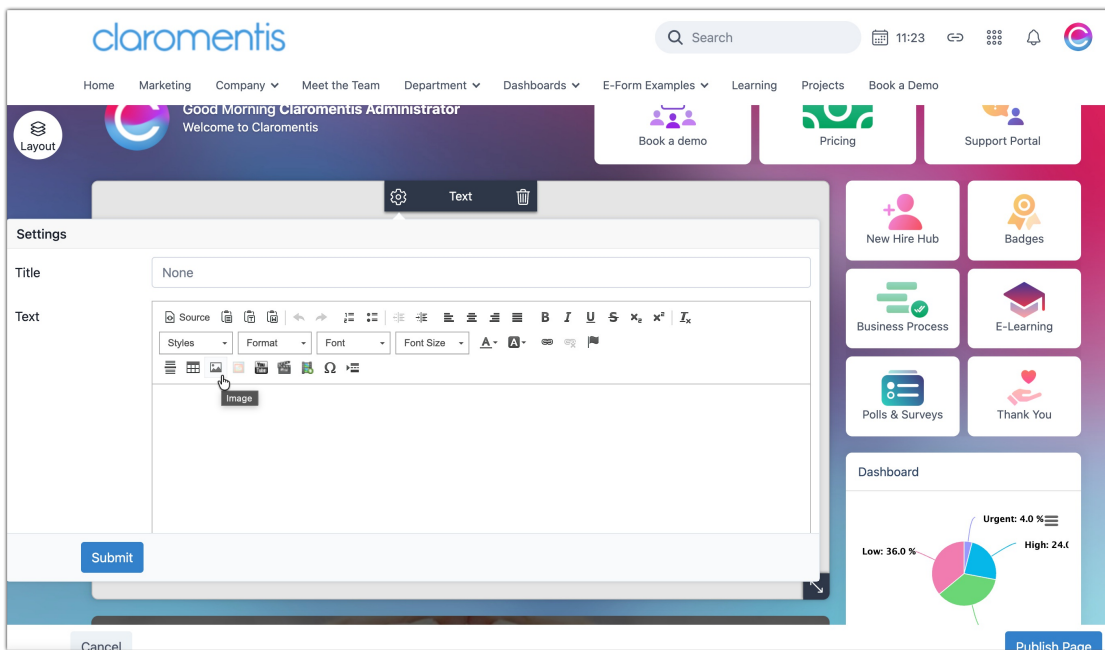 claromentis
Search
11:23
Home Marketing Company Meet the Team Department Dashboards E-Form Examples Learning Projects Book a Demo
Good Morning Claromentis Administrator
Welcome to Claromentis
Layout
Book a demo
Pricing
Support Portal
Text
Settings
Title
None
Text
Source
B I U S x₂ x² Tx
Styles Format Font Font Size A A
Ω
Image
Submit
New Hire Hub
Badges
Business Process
E-Learning
Polls & Surveys
Thank You
Dashboard
Urgent: 4.0 %
Low: 36.0 %
High: 24.(
Cancel
Publish Page